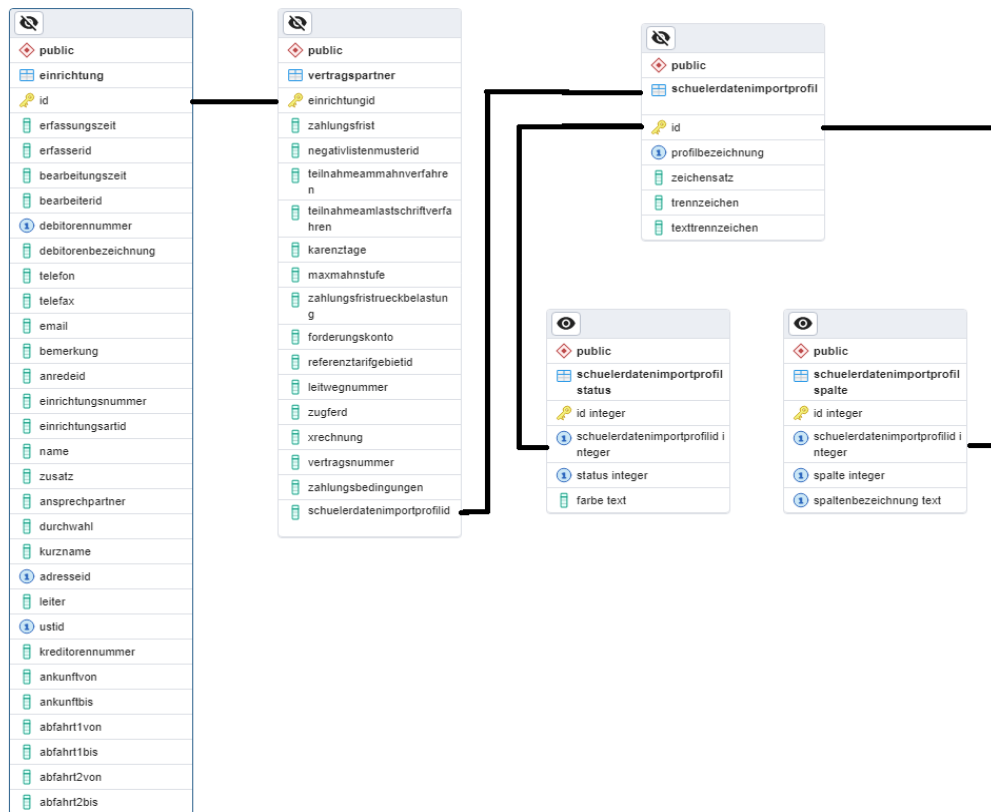 public
einrichtung
id
erfassungszeit
erfasserid
bearbeitungszeit
bearbeiterid
debitorennummer
debitorenbezeichnung
telefon
telefax
email
bemerkung
anredeid
einrichtungsnummer
einrichtungsartid
name
zusatz
ansprechpartner
durchwahl
kurzname
adresseid
leiter
ustid
kreditorennummer
ankunftvon
ankunftbis
abfahrt1von
abfahrt1bis
abfahrt2von
abfahrt2bis
public
vertragspartner
einrichtungid
zahlungsfrist
negativlistenmusterid
teilnahmeammahnverfahre
n
teilnahmeamlastschriftverfa
hren
karenztage
maxmahnstufe
zahlungsfristrueckbelastun
g
forderungskonto
referenztarifgebietid
leitwegnummer
zugferd
xrechnung
vertragsnummer
zahlungsbedingungen
schuelerdatenimportprofilid
public
schuelerdatenimportprofil
id
profilbezeichnung
zeichensatz
trennzeichen
texttrennzeichen
public
schuelerdatenimportprofil
status
id integer
schuelerdatenimportprofilid i
nteger
status integer
farbe text
public
schuelerdatenimportprofil
spalte
id integer
schuelerdatenimportprofilid i
nteger
spalte integer
spaltenbezeichnung text